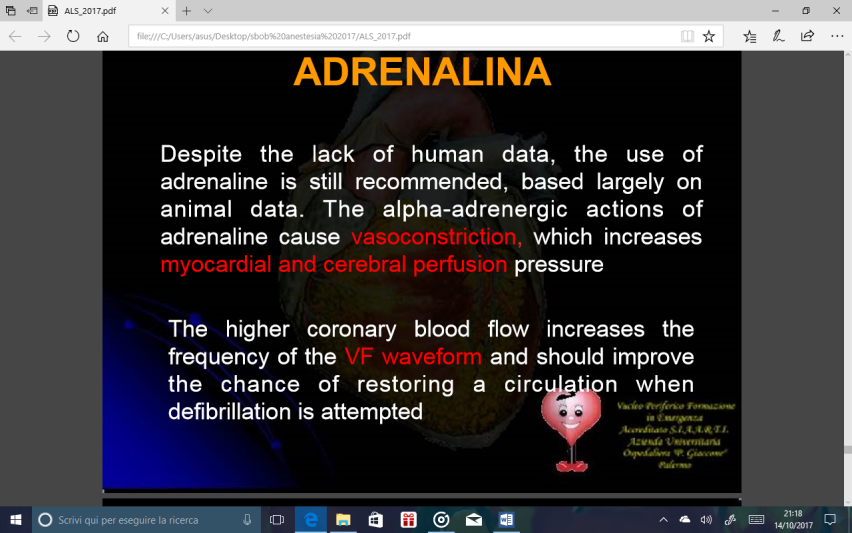 ALS_2017.pdf
file:///C:/Users/asus/Desktop/sbob%20anestesia%202017/ALS_2017.pdf
ADRENALINA
Despite the lack of human data, the use of
adrenaline is still recommended, based largely on
animal data. The alpha-adrenergic actions of
adrenaline cause vasoconstriction, which increases
myocardial and cerebral perfusion pressure
The higher coronary blood flow increases the
frequency of the VF waveform and should improve
the chance of restoring a circulation when
defibrillation is attempted
Nucleo Periferico Formazione
in Emergenza
Accreditato S.I.A.A.R.T.I.
Azienda Universitaria
Ospedaliera "P. Giaccone"
Palermo
Scrivi qui per eseguire la ricerca
21:18
14/10/2017